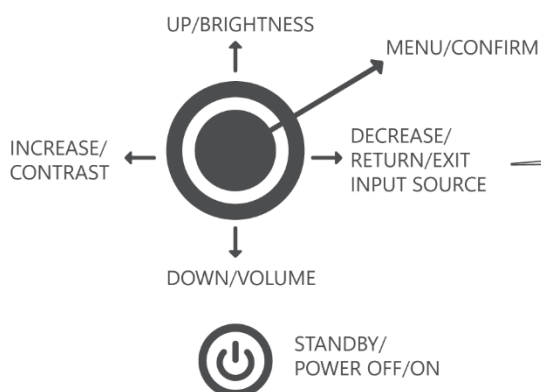 UP/BRIGHTNESS
MENU/CONFIRM
INCREASE/
CONTRAST
DECREASE/
RETURN/EXIT
INPUT SOURCE
DOWN/VOLUME
STANDBY/
POWER OFF/ON